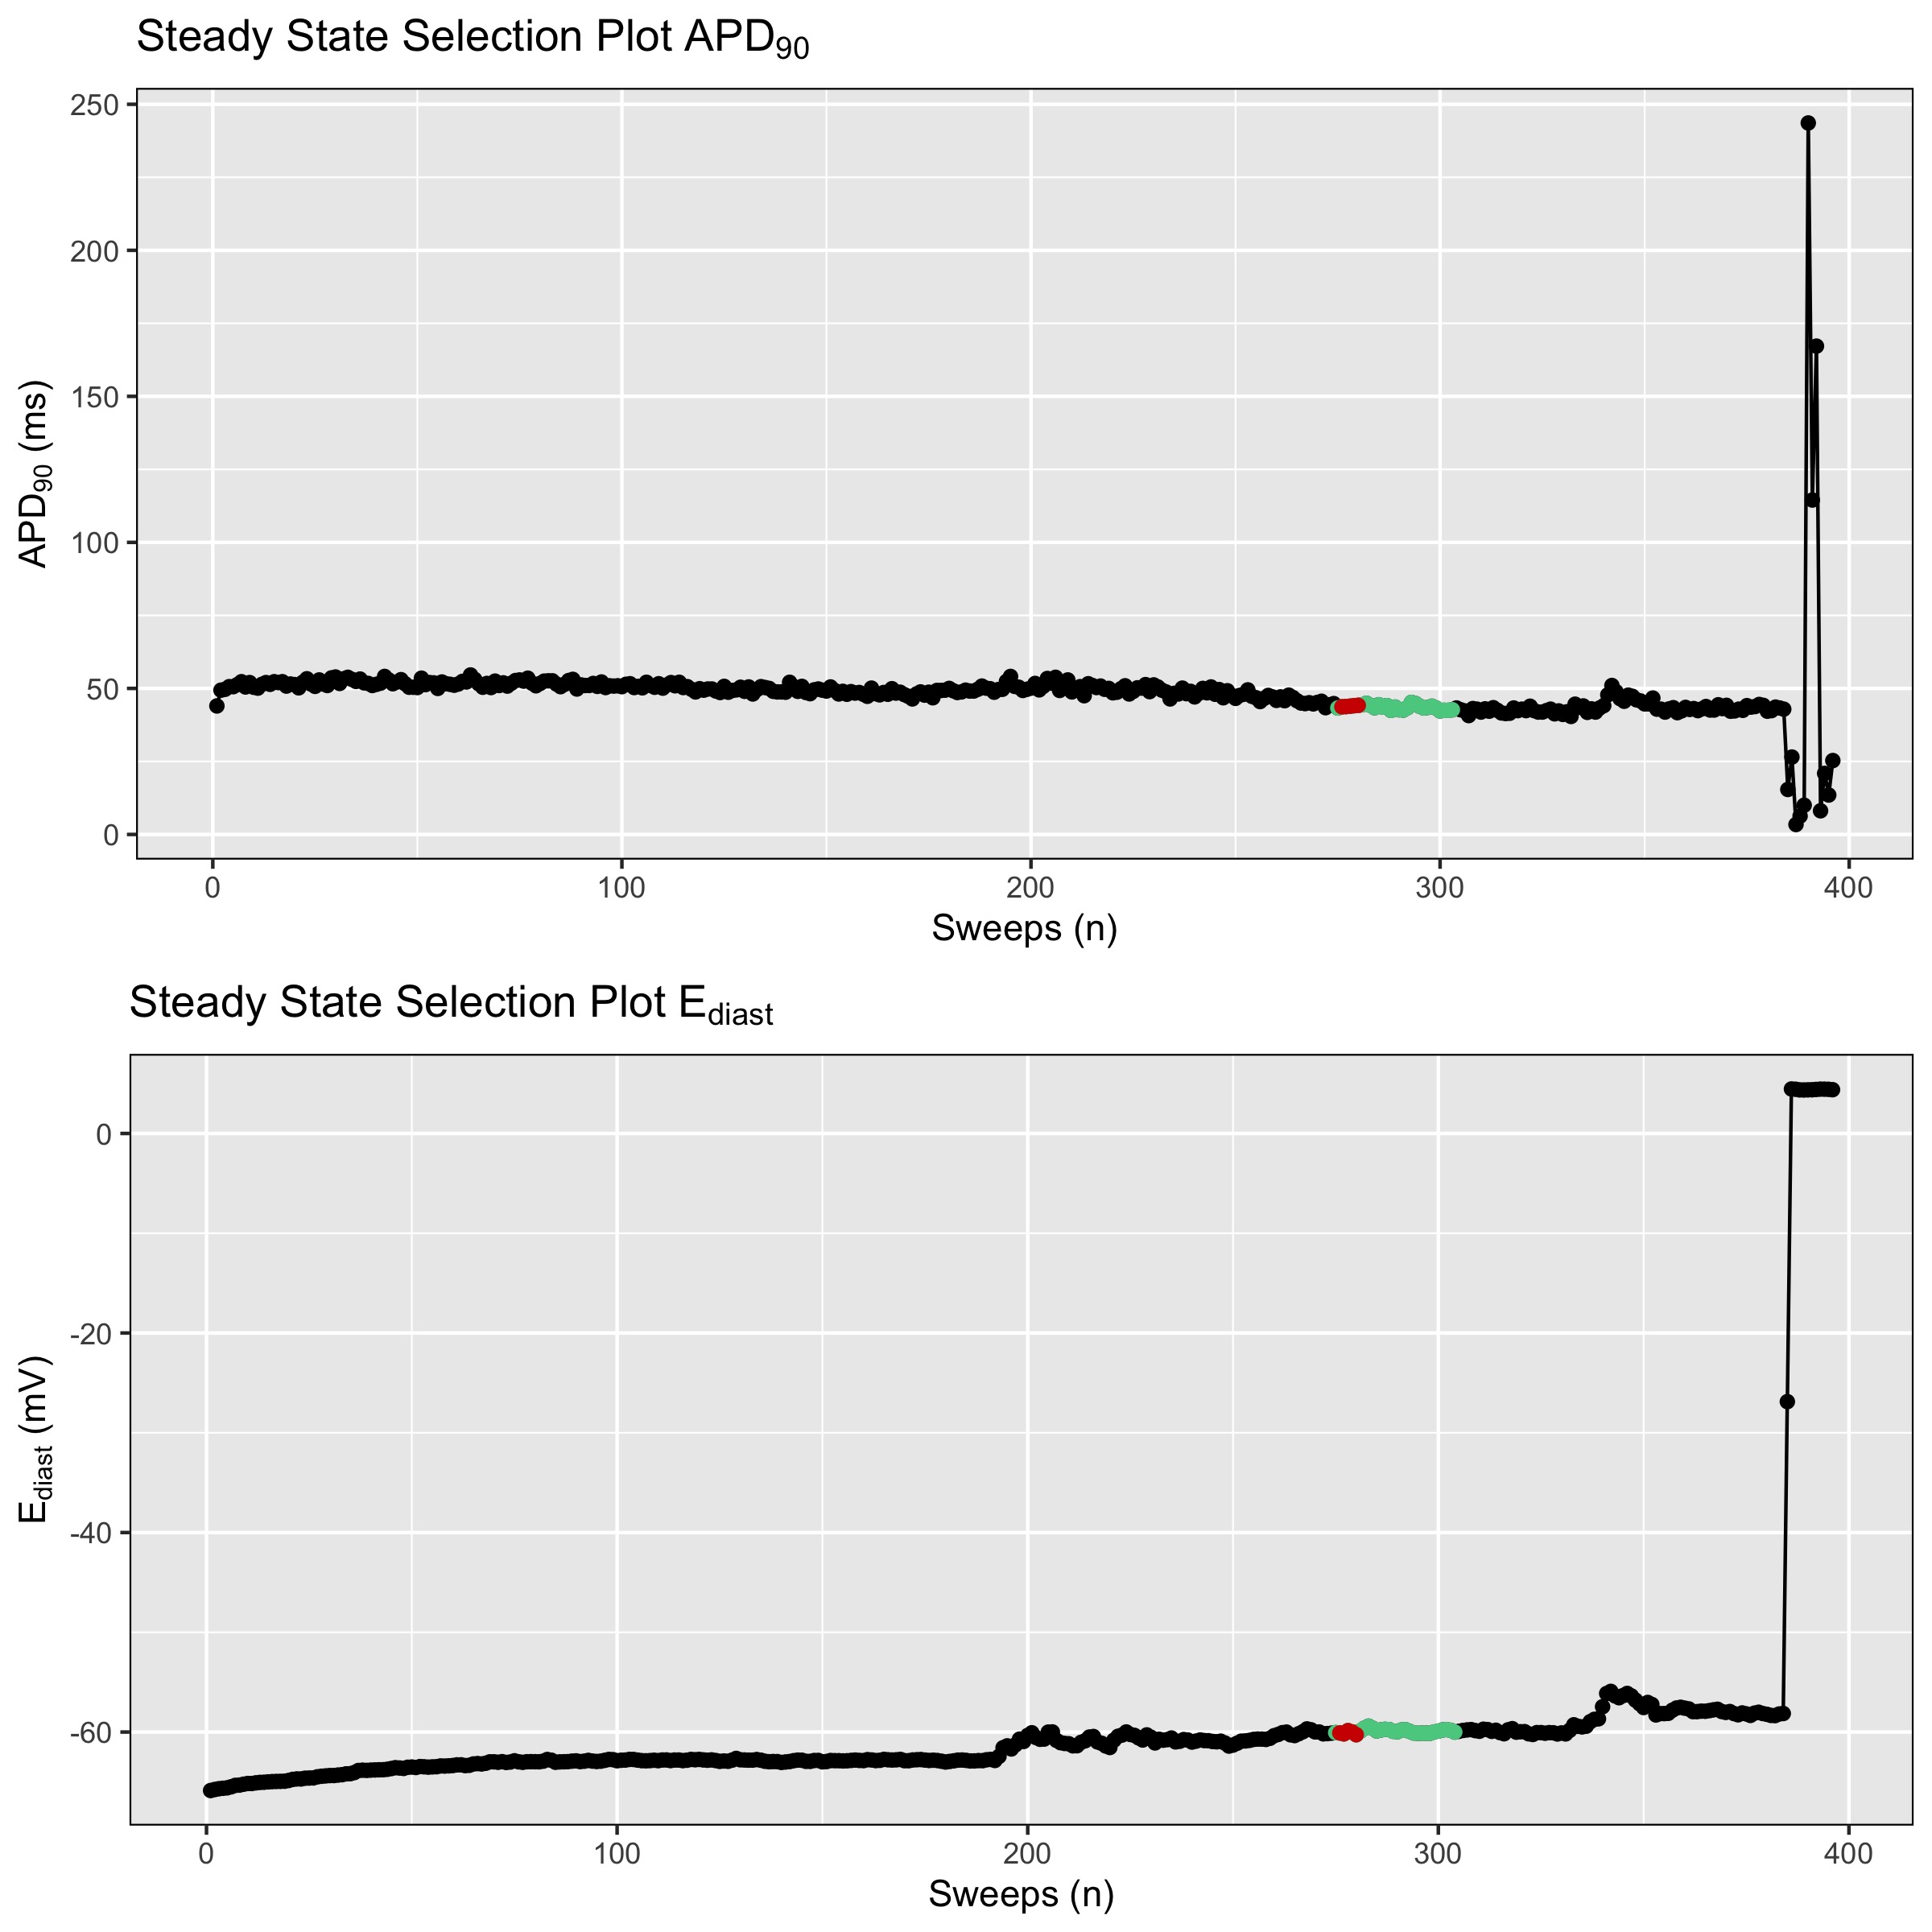 Steady State Selection Plot APD90
APD90 (ms)
250
200
150
100
50
0
0 100 200 300 400
Sweeps (n)
Steady State Selection Plot Ediast
Ediast (mV)
0
-20
-40
-60
0 100 200 300 400
Sweeps (n)